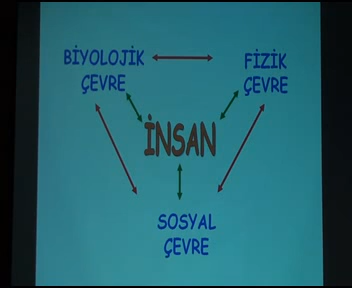 BİYOLOJİK
ÇEVRE
FİZİK
ÇEVRE
İNSAN
SOSYAL
ÇEVRE